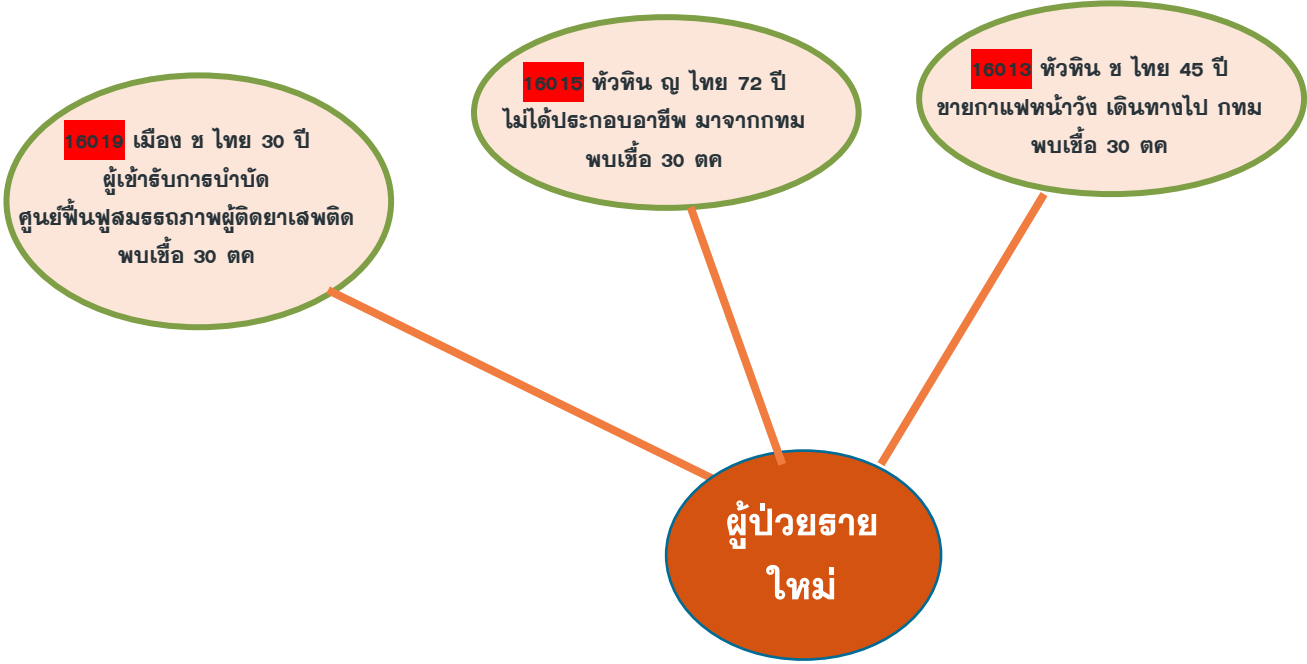 16019 เมือง ช ไทย 30 ปี
ผู้เข้ารับการบำบัด
ศูนย์ฟื้นฟูสมรรถภาพผู้ติดยาเสพติด
พบเชื้อ 30 ตค
16015 หัวหิน ญ ไทย 72 ปี
ไม่ได้ประกอบอาชีพ มาจากกทม
พบเชื้อ 30 ตค
16013 หัวหิน ช ไทย 45 ปี
ขายกาแฟหน้าวัง เดินทางไป กทม
พบเชื้อ 30 ตค
ผู้ป่วยราย
ใหม่